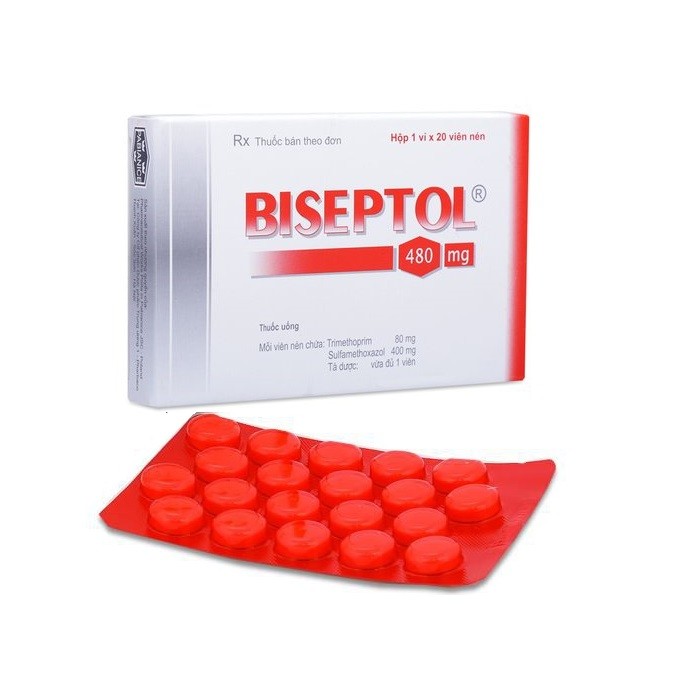 Rx Thuốc bán theo đơn
Hộp 1 vỉ x 20 viên nén
BISEPTOL®
480 mg
Thuốc uống
Mỗi viên nén chứa: Trimethoprim 80 mg
Sulfamethoxazol 400 mg
Tá dược: vừa đủ 1 viên
PABIANICE